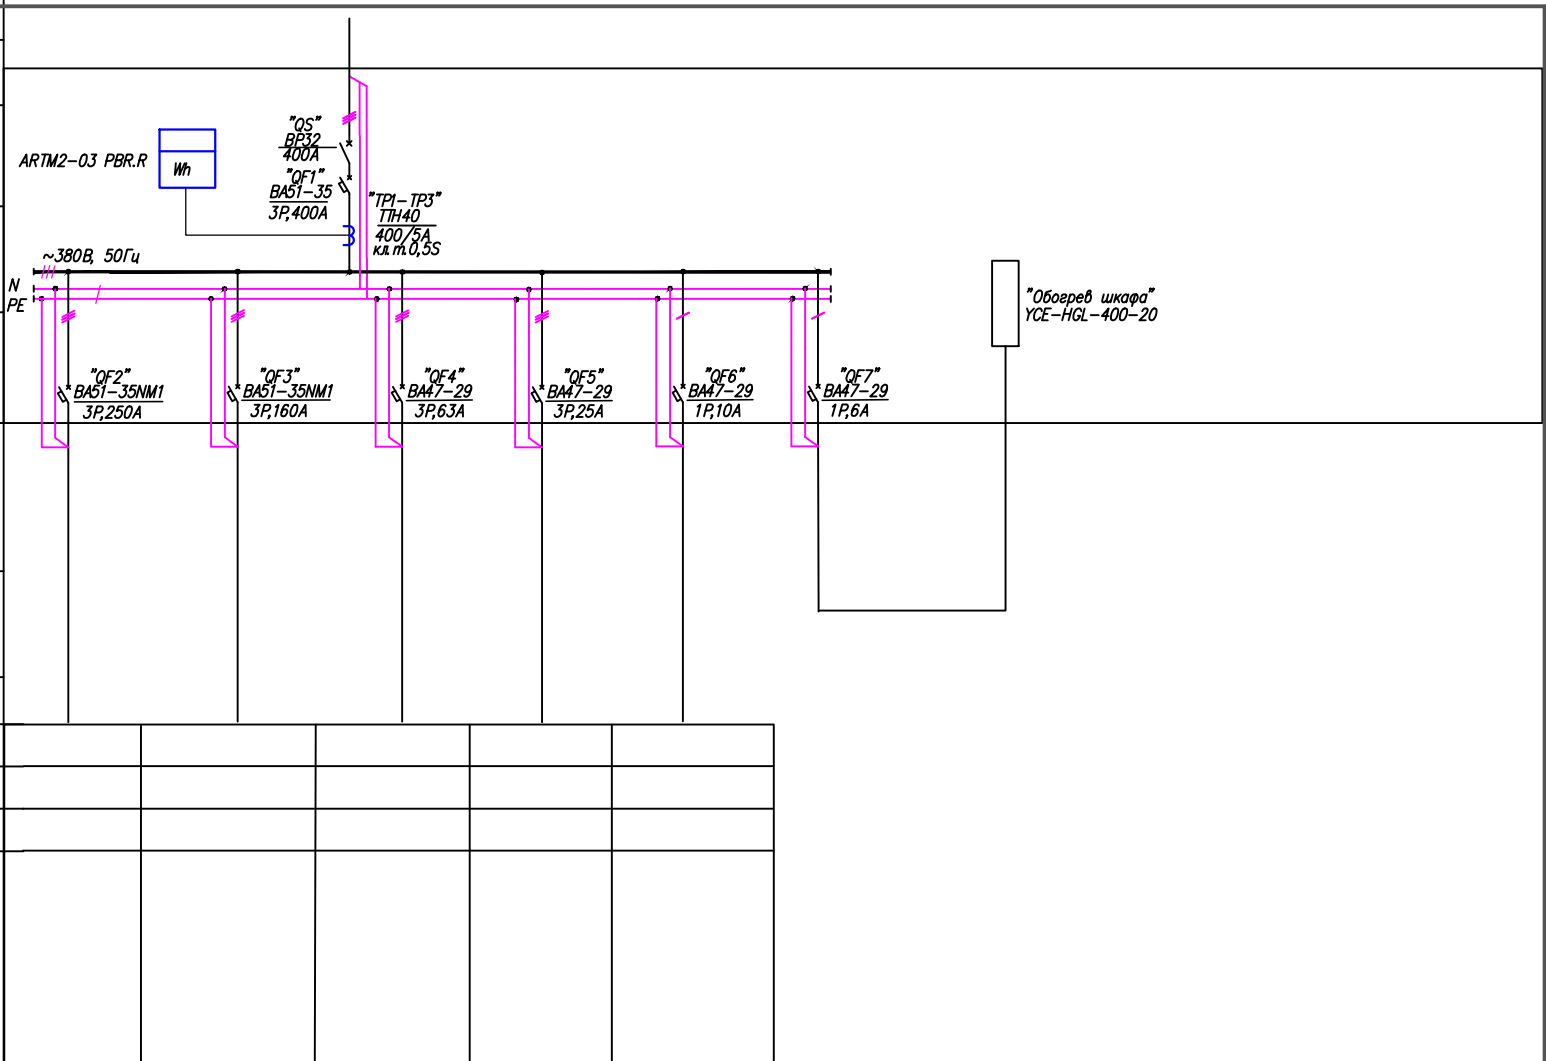 "QS"
ВР32
400А
ARTM2-03 PBR.R
Wh
"QF1"
ВА51-35
3Р,400А
"ТР1-ТР3"
ТТН40
400/5А
кл.т.0,5S
~380В, 50Гц
N
PE
"Обогрев шкафа"
YCE-HGL-400-20
"QF2"
ВА51-35NM1
3Р,250А
"QF3"
ВА51-35NM1
3Р,160А
"QF4"
ВА47-29
3Р,63А
"QF5"
ВА47-29
3Р,25А
"QF6"
ВА47-29
1Р,10А
"QF7"
ВА47-29
1Р,6А